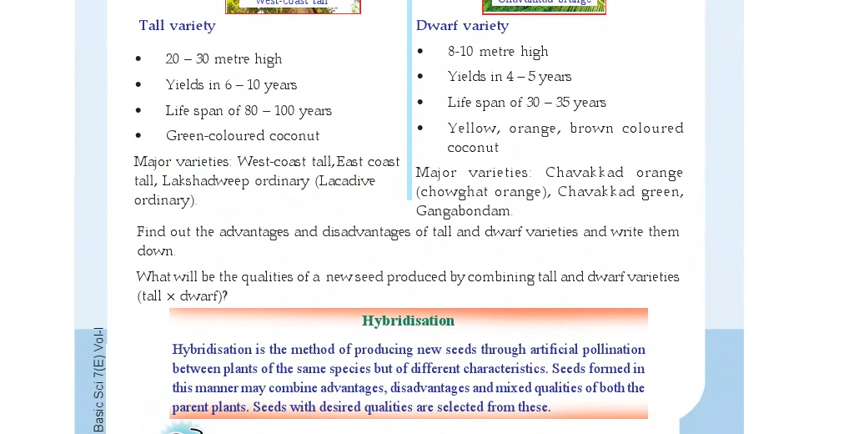 West-coast tall
Chavakkad orange
Tall variety
• 20 – 30 metre high
• Yields in 6 – 10 years
• Life span of 80 – 100 years
• Green-coloured coconut
Major varieties: West-coast tall,East coast
tall, Lakshadweep ordinary (Lacadive
ordinary).
Dwarf variety
• 8-10 metre high
• Yields in 4 – 5 years
• Life span of 30 – 35 years
• Yellow, orange, brown coloured
coconut
Major varieties: Chavakkad orange
(chowghat orange), Chavakkad green,
Gangabondam.
Find out the advantages and disadvantages of tall and dwarf varieties and write them
down.
What will be the qualities of a new seed produced by combining tall and dwarf varieties
(tall × dwarf)?
Hybridisation
Hybridisation is the method of producing new seeds through artificial pollination
between plants of the same species but of different characteristics. Seeds formed in
this manner may combine advantages, disadvantages and mixed qualities of both the
parent plants. Seeds with desired qualities are selected from these.
Basic Sci 7(E) Vol-I